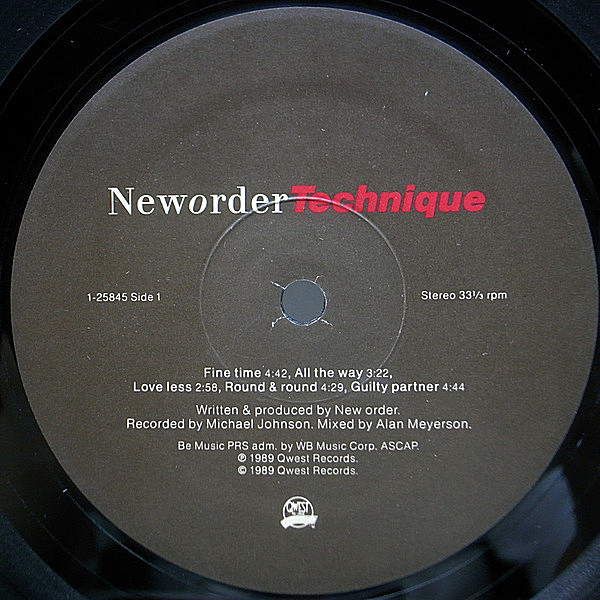 NeworderTechnique
1-25845 Side 1
Stereo 33⅓ rpm
Fine time 4:42, All the way 3:22,
Love less 2:58, Round & round 4:29, Guilty partner 4:44
Written & produced by New order.
Recorded by Michael Johnson. Mixed by Alan Meyerson.
Be Music PRS adm. by WB Music Corp. ASCAP.
℗ 1989 Qwest Records.
© 1989 Qwest Records.
QWEST